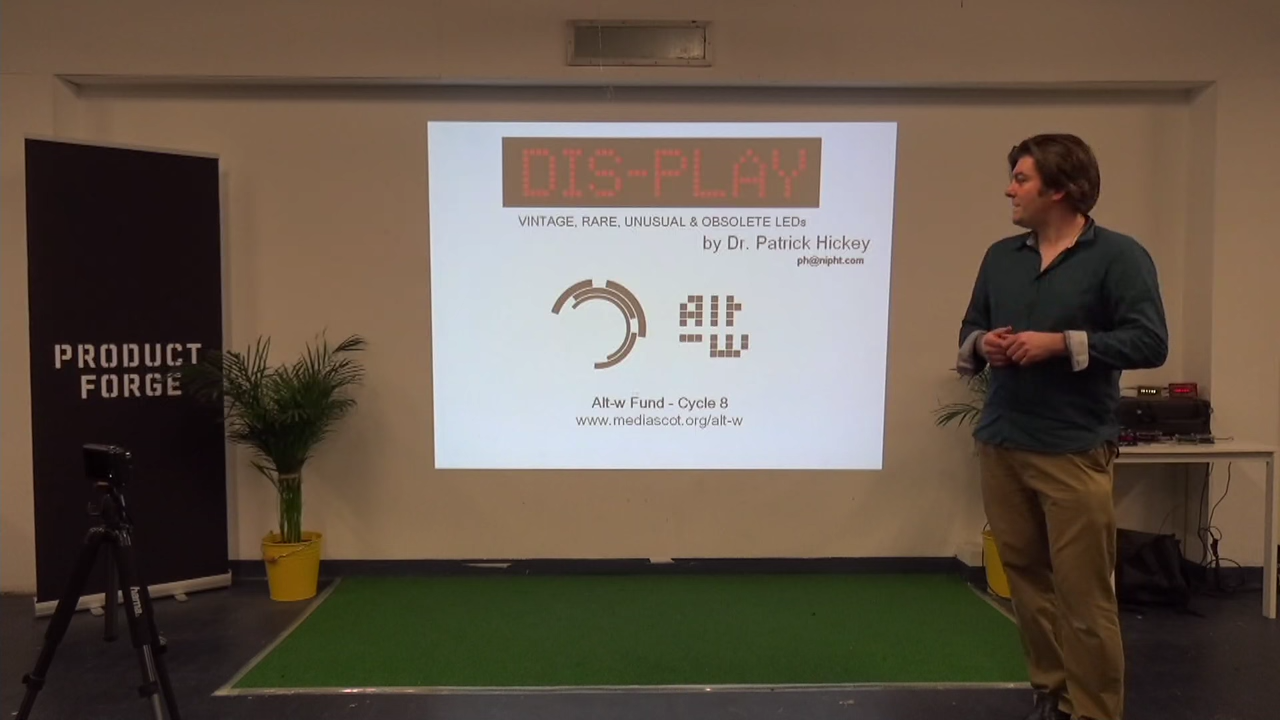 DIS-PLAY
VINTAGE, RARE, UNUSUAL & OBSOLETE LEDs
by Dr. Patrick Hickey
ph@nipht.com
Alt
-w
Alt-w Fund - Cycle 8
www.mediascot.org/alt-w
PRODUCT
FORGE
hama